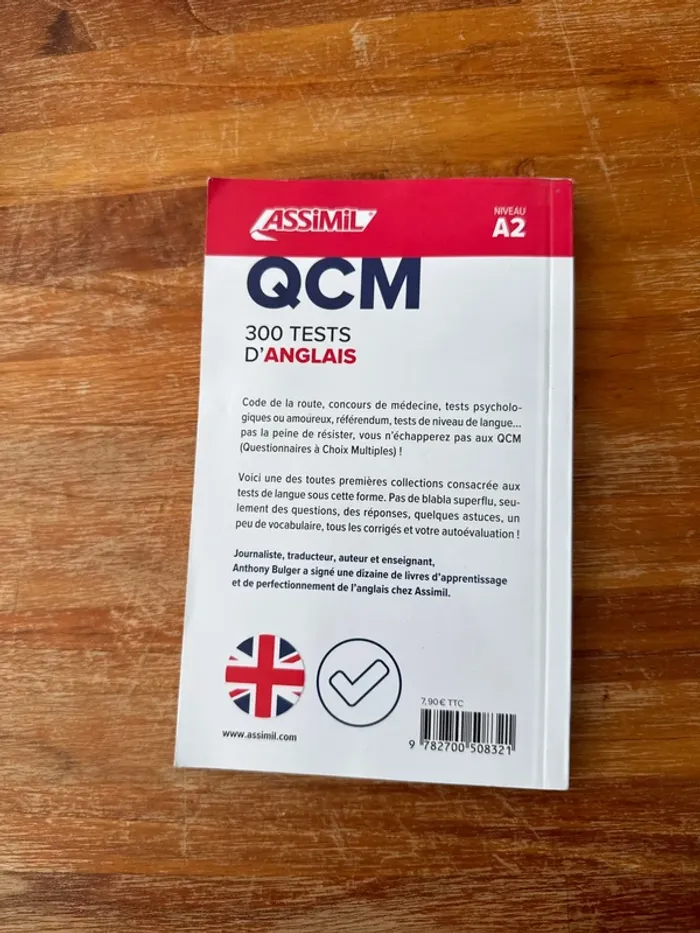 ASSiMiL
NIVEAU
A2
QCM
300 TESTS
D'ANGLAIS
Code de la route, concours de médecine, tests psycholo-
giques ou amoureux, référendum, tests de niveau de langue...
pas la peine de résister, vous n'échapperez pas aux QCM
(Questionnaires à Choix Multiples) !
Voici une des toutes premières collections consacrée aux
tests de langue sous cette forme. Pas de blabla superflu, seu-
lement des questions, des réponses, quelques astuces, un
peu de vocabulaire, tous les corrigés et votre autoévaluation !
Journaliste, traducteur, auteur et enseignant,
Anthony Bulger a signé une dizaine de livres d'apprentissage
et de perfectionnement de l'anglais chez Assimil.
www.assimil.com
7,90 € TTC
9 782700 508321